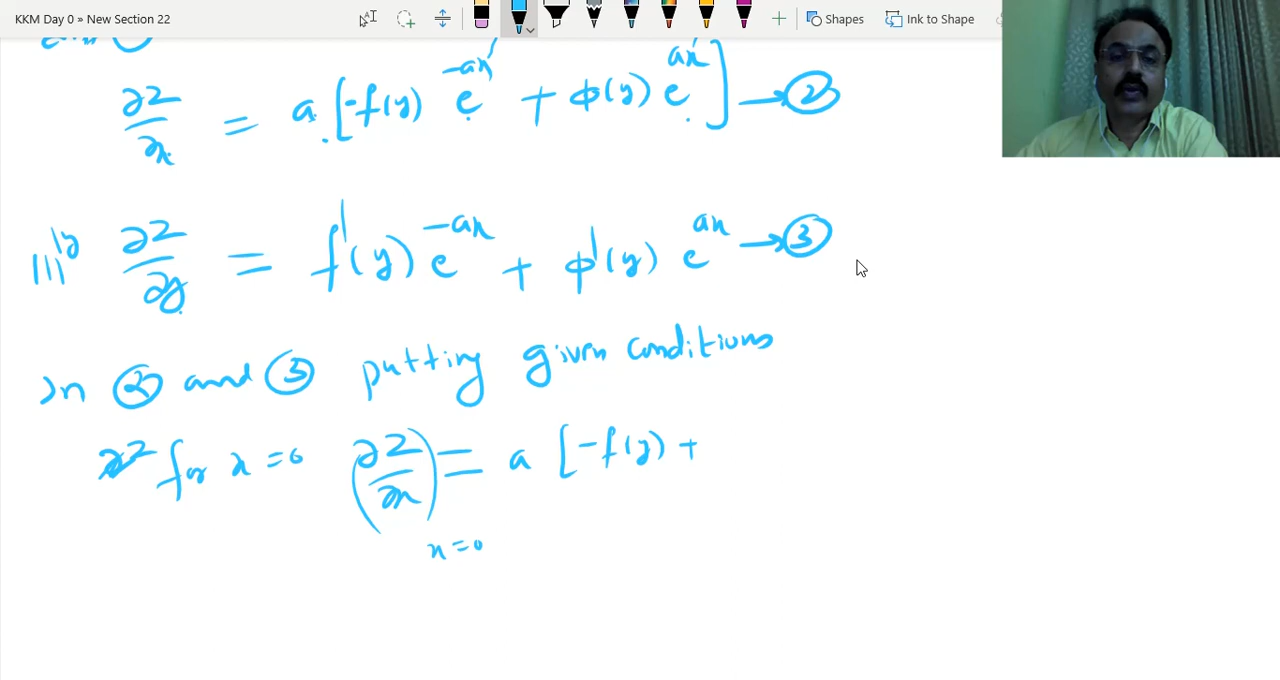 KKM Day 0 » New Section 22
Shapes Ink to Shape
∂z/∂x = a [-f(y) e^{-ax} + φ(y) e^{ax}] → ②
|||ly ∂z/∂y = f'(y) e^{-ax} + φ'(y) e^{ax} → ③
In ② and ③ putting given conditions
for x = 0 (∂z/∂x)_{x=0} = a [-f(y) +